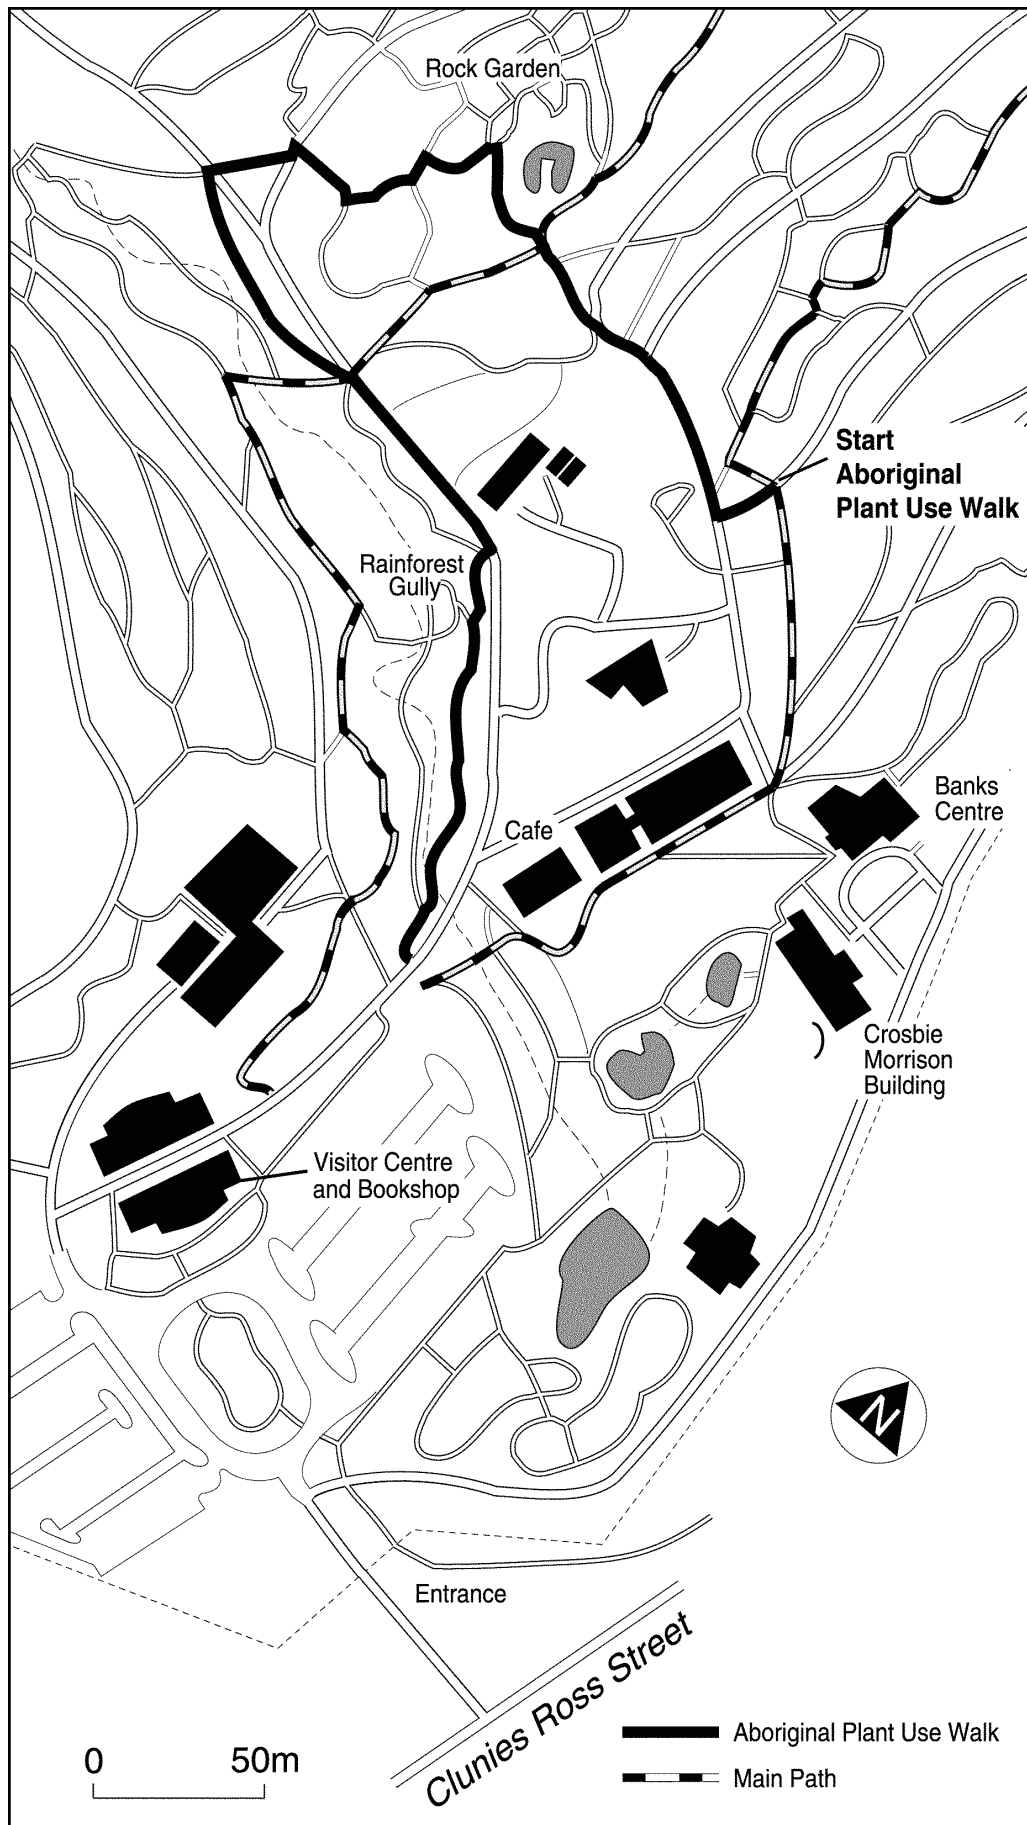 Rock Garden
Start
Aboriginal
Plant Use Walk
Rainforest
Gully
Cafe
Banks
Centre
Crosbie
Morrison
Building
Visitor Centre
and Bookshop
N
Entrance
Clunies Ross Street
0 50m
Aboriginal Plant Use Walk
Main Path